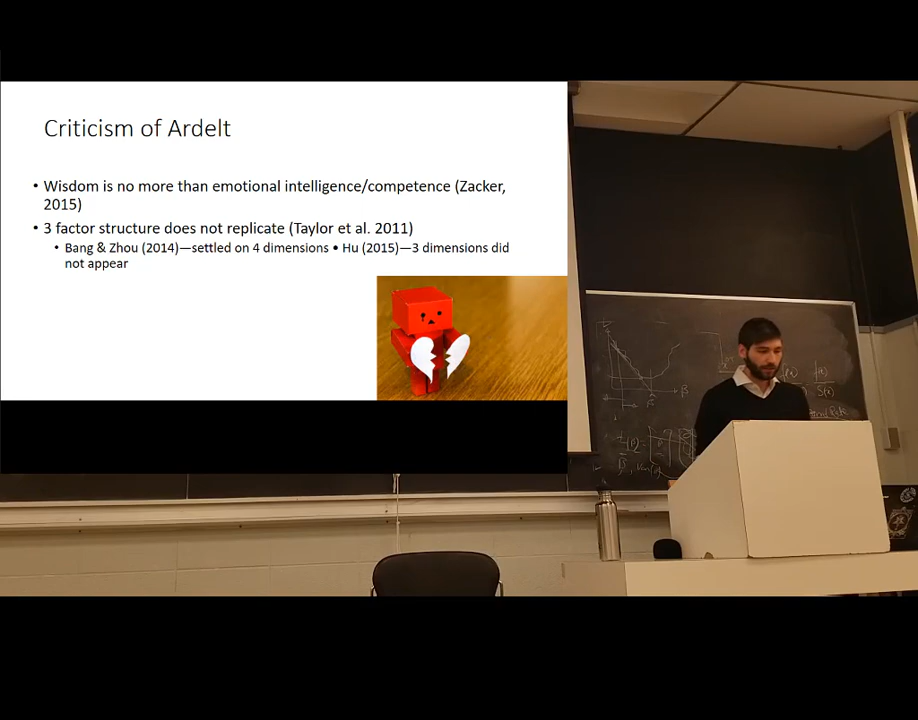 Criticism of Ardelt
• Wisdom is no more than emotional intelligence/competence (Zacker,
2015)
• 3 factor structure does not replicate (Taylor et al. 2011)
• Bang & Zhou (2014)—settled on 4 dimensions • Hu (2015)—3 dimensions did
not appear
β
S(x)